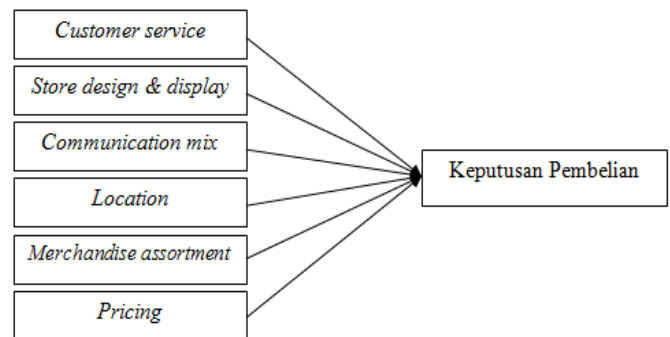 Customer service
Store design & display
Communication mix
Location
Merchandise assortment
Pricing
Keputusan Pembelian